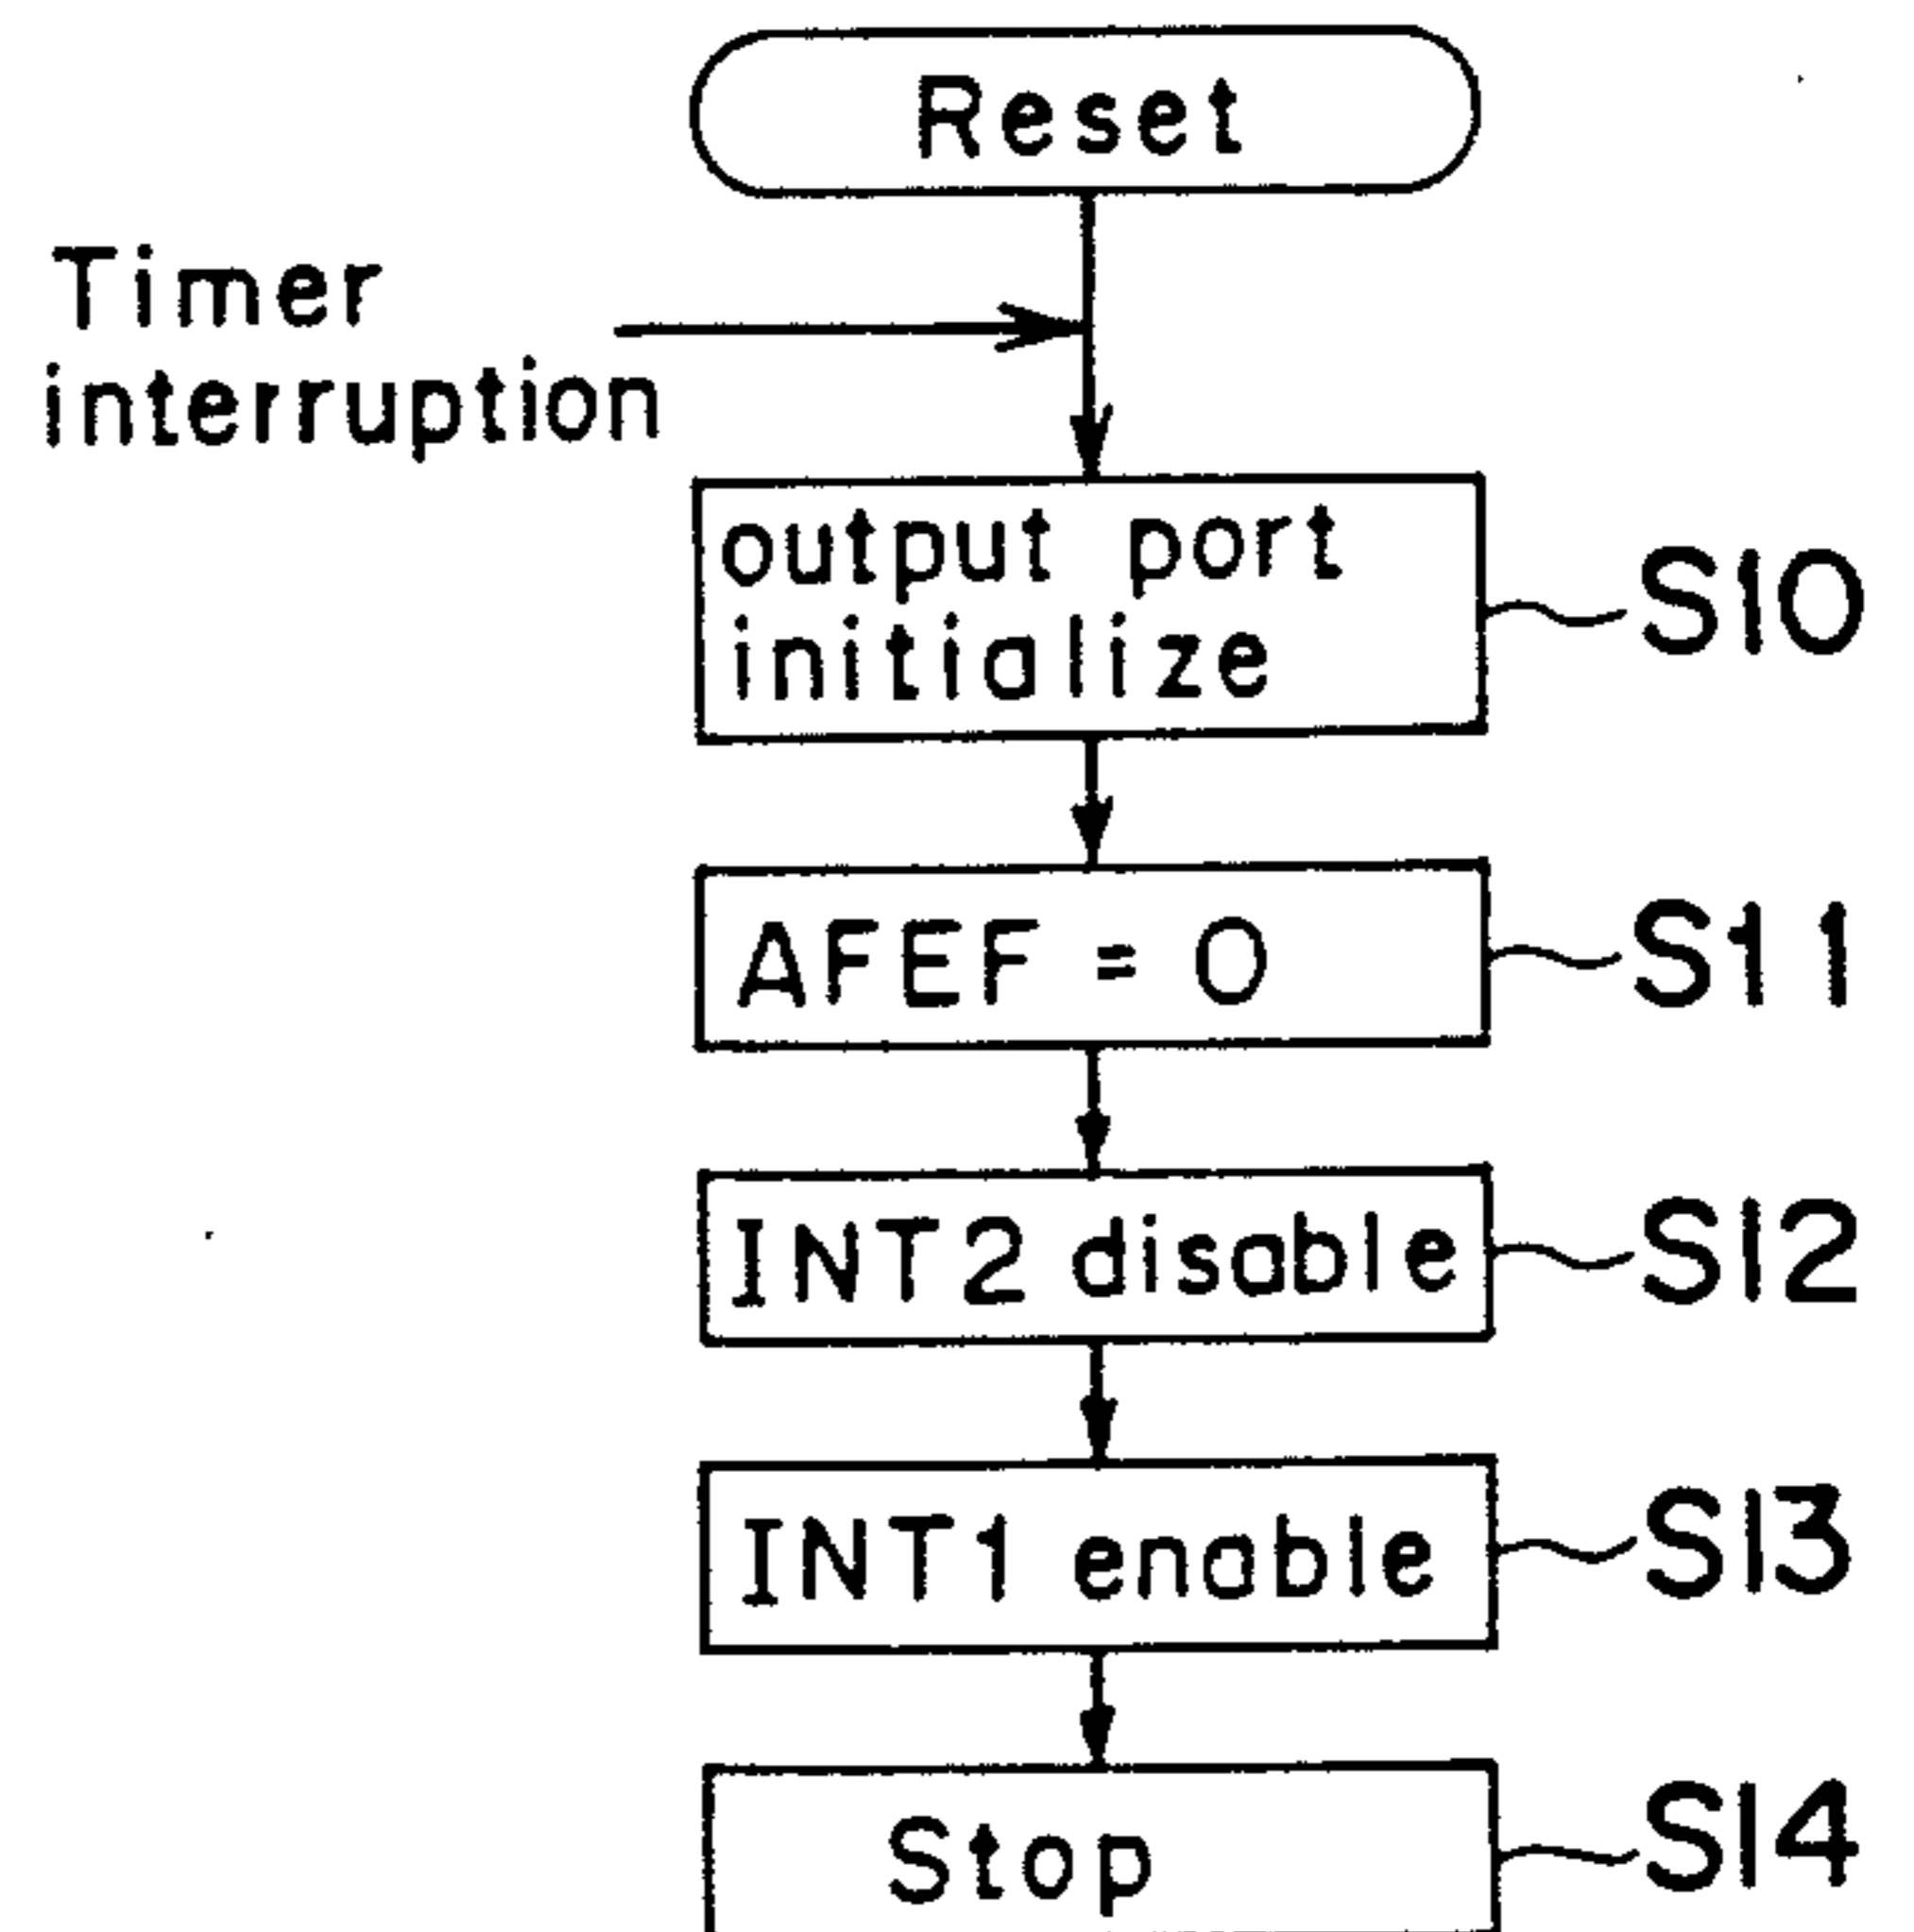 Reset
Timer
interruption
output port
initialize
S10
AFEF = 0
S11
INT2 disable
S12
INT1 enable
S13
Stop
S14